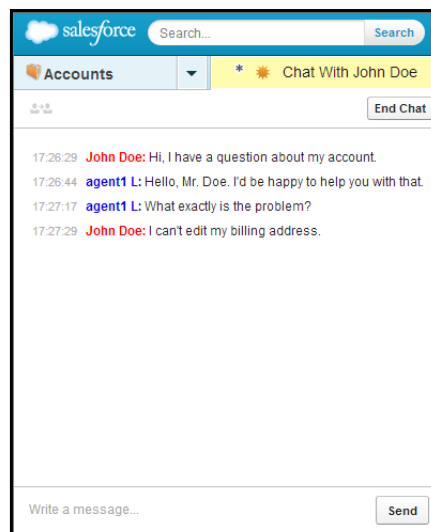 salesforce Search... Search
Accounts * Chat With John Doe
End Chat
17:26:29 John Doe: Hi, I have a question about my account.
17:26:44 agent1 L: Hello, Mr. Doe. I'd be happy to help you with that.
17:27:17 agent1 L: What exactly is the problem?
17:27:29 John Doe: I can't edit my billing address.
Write a message... Send